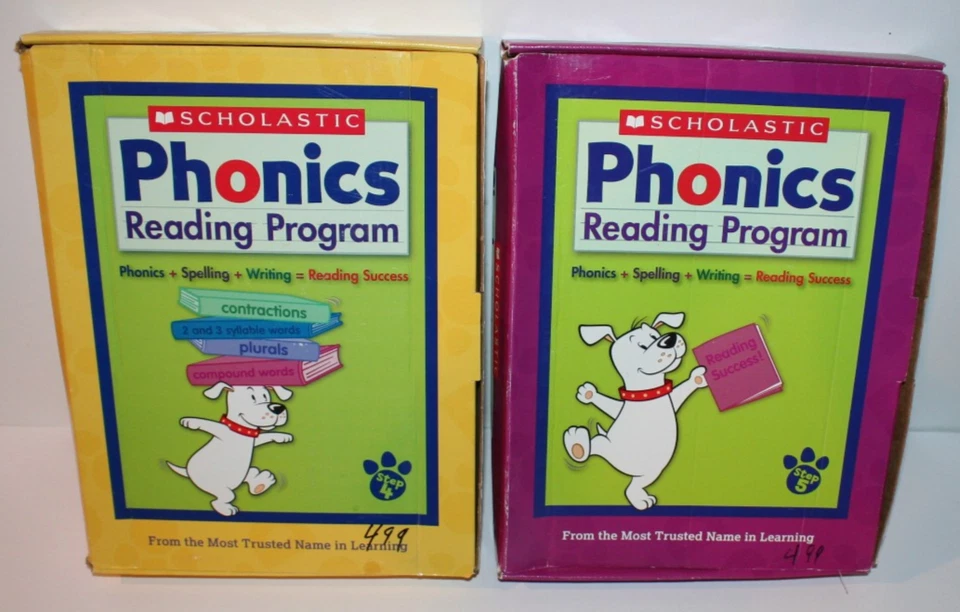 SCHOLASTIC
Phonics
Reading Program
Phonics + Spelling + Writing = Reading Success
contractions
2 and 3 syllable words
plurals
compound words
Step
4
499
From the Most Trusted Name in Learning
SCHOLASTIC
SCHOLASTIC
Phonics
Reading Program
Phonics + Spelling + Writing = Reading Success
Reading
Success!
Step
5
From the Most Trusted Name in Learning
499